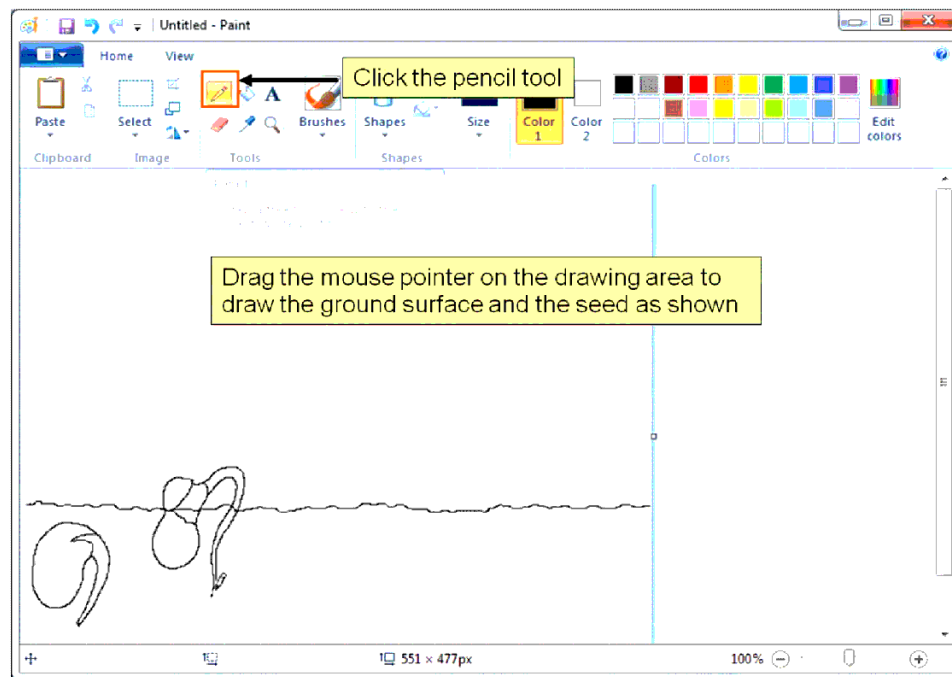 Untitled - Paint
Home View
Click the pencil tool
A
Paste Select Brushes Shapes Size Color 1 Color 2 Edit colors
Clipboard Image Tools Shapes Colors
Drag the mouse pointer on the drawing area to
draw the ground surface and the seed as shown
551 × 477px 100%